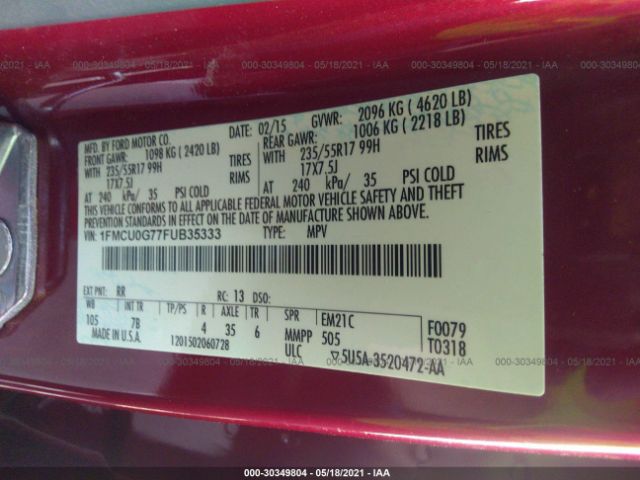 000-30349804 - 05/18/2021 - IAA
MFD. BY FORD MOTOR CO.
DATE: 02/15 GVWR: 2096 KG ( 4620 LB)
FRONT GAWR: 1098 KG ( 2420 LB) REAR GAWR: 1006 KG ( 2218 LB)
WITH 235/55R17 99H TIRES WITH 235/55R17 99H TIRES
17X7.5J RIMS 17X7.5J RIMS
AT 240 kPa/ 35 PSI COLD AT 240 kPa/ 35 PSI COLD
THIS VEHICLE CONFORMS TO ALL APPLICABLE FEDERAL MOTOR VEHICLE SAFETY AND THEFT
PREVENTION STANDARDS IN EFFECT ON THE DATE OF MANUFACTURE SHOWN ABOVE.
1FMCU0G77FUB35333 TYPE: MPV
EXT PNT: RR RC: 13 DSO:
WB INT TR TP/PS R AXLE TR SPR EM21C F0079
105 7B 4 35 6 MMPP 505 T0318
MADE IN U.S.A. 1201502060728 ULC ▽5U5A-3520472-AA
000-30349804 - 05/18/2021 - IAA